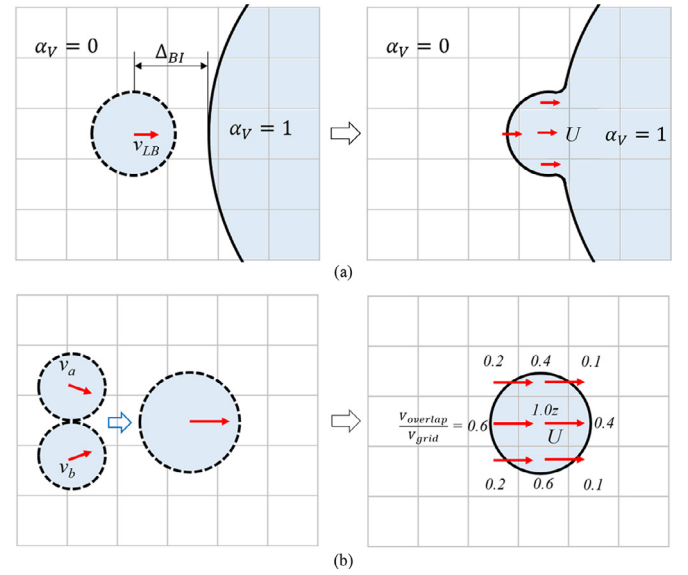 α_V = 0
Δ_BI
v_LB
α_V = 1
α_V = 0
U
α_V = 1
(a)
v_a
v_b
0.2 0.4 0.1
V_overlap/V_grid = 0.6
1.0z
U
0.4
0.2 0.6 0.1
(b)